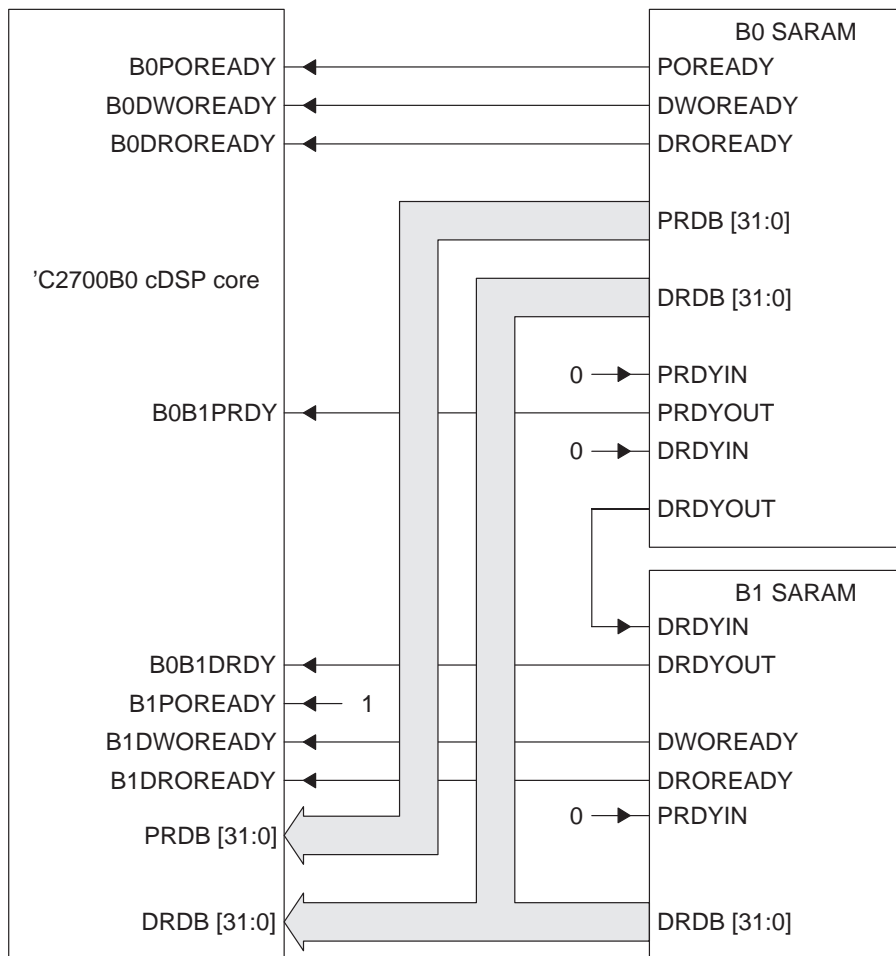 B0 SARAM
B0POREADY
POREADY
B0DWOREADY
DWOREADY
B0DROREADY
DROREADY
PRDB [31:0]
'C2700B0 cDSP core
DRDB [31:0]
0
PRDYIN
B0B1PRDY
PRDYOUT
0
DRDYIN
DRDYOUT
B1 SARAM
DRDYIN
B0B1DRDY
DRDYOUT
B1POREADY
1
B1DWOREADY
DWOREADY
B1DROREADY
DROREADY
0
PRDYIN
PRDB [31:0]
DRDB [31:0]
DRDB [31:0]